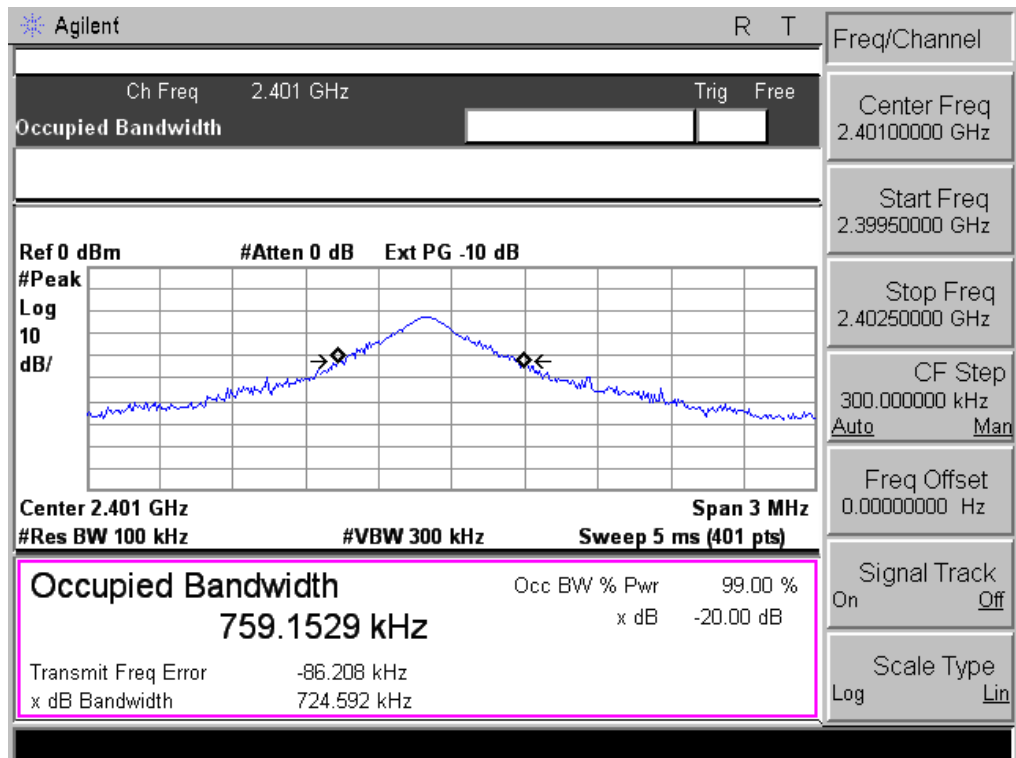 Agilent R T
Freq/Channel
Ch Freq 2.401 GHz Trig Free
Occupied Bandwidth
Center Freq
2.40100000 GHz
Start Freq
2.39950000 GHz
Stop Freq
2.40250000 GHz
CF Step
300.000000 kHz
Auto Man
Freq Offset
0.00000000 Hz
Signal Track
On Off
Scale Type
Log Lin
Ref 0 dBm #Atten 0 dB Ext PG -10 dB
#Peak
Log
10
dB/
Center 2.401 GHz Span 3 MHz
#Res BW 100 kHz #VBW 300 kHz Sweep 5 ms (401 pts)
Occupied Bandwidth Occ BW % Pwr 99.00 %
759.1529 kHz x dB -20.00 dB
Transmit Freq Error -86.208 kHz
x dB Bandwidth 724.592 kHz